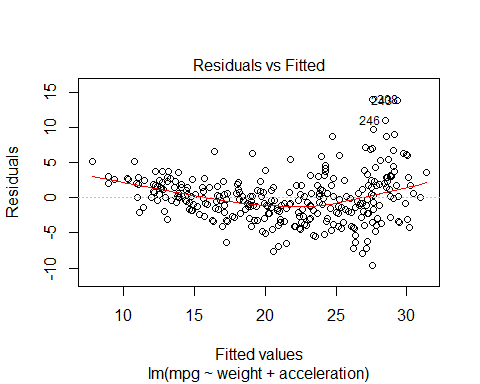 Residuals vs Fitted
15
10
5
0
-5
-10
246
Residuals
10 15 20 25 30
Fitted values
lm(mpg ~ weight + acceleration)